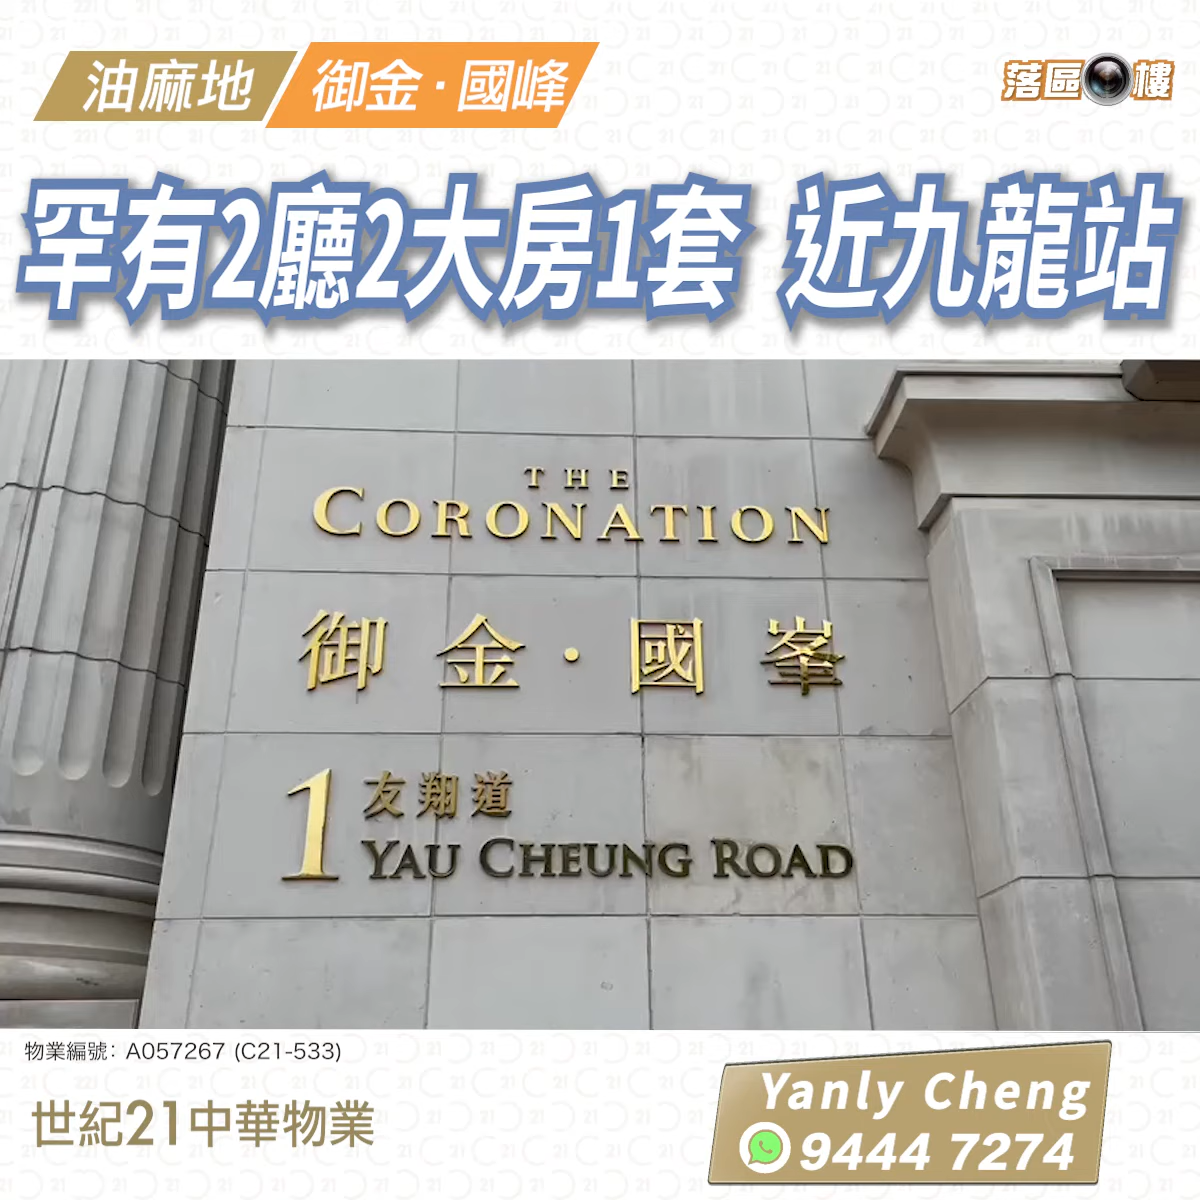 油麻地 御金·國峰
落區樓
罕有2廳2大房1套 近九龍站
THE
CORONATION
御金·國峯
1 友翔道
YAU CHEUNG ROAD
物業編號: A057267 (C21-533)
世紀21中華物業
Yanly Cheng
9444 7274